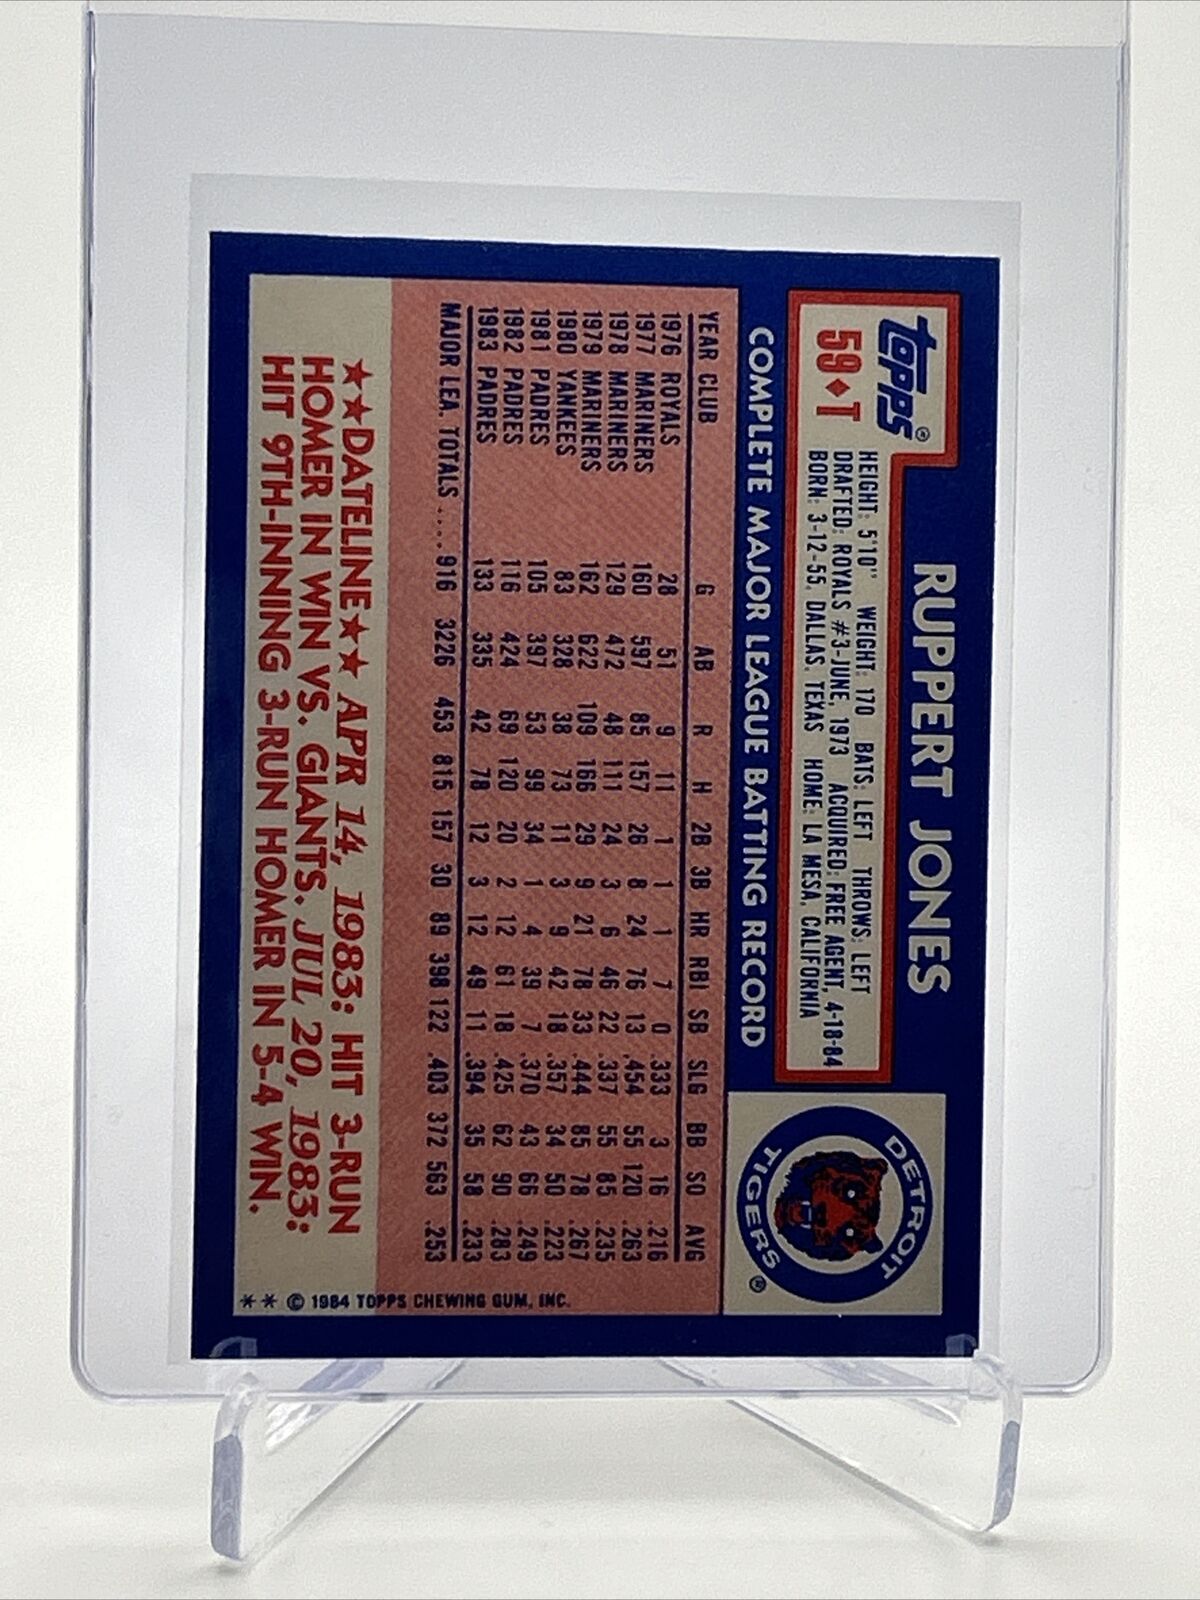 topps®
59♦T
RUPPERT JONES
HEIGHT: 5'10" WEIGHT: 170 BATS: LEFT THROWS: LEFT
DRAFTED: ROYALS #3-JUNE, 1973 ACQUIRED: FREE AGENT, 4-18-84
BORN: 3-12-55, DALLAS, TEXAS HOME: LA MESA, CALIFORNIA
DETROIT
TIGERS®
COMPLETE MAJOR LEAGUE BATTING RECORD
YEAR CLUB G AB R H 2B 3B HR RBI SB SLG BB SO AVG
1976 ROYALS 28 51 9 11 1 1 1 7 0 .333 3 16 .216
1977 MARINERS 160 597 85 157 26 8 24 76 13 .454 55 120 .263
1978 MARINERS 129 472 48 111 24 3 6 46 22 .337 55 85 .235
1979 MARINERS 162 622 109 166 29 9 21 78 33 .444 85 78 .267
1980 YANKEES 83 328 38 73 11 3 9 42 18 .357 34 50 .223
1981 PADRES 105 397 53 99 34 1 4 39 7 .370 43 66 .249
1982 PADRES 116 424 69 120 20 2 12 61 18 .425 62 90 .283
1983 PADRES 133 335 42 78 12 3 12 49 11 .394 35 58 .233
MAJOR LEA. TOTALS ..... 916 3226 453 815 157 30 89 398 122 .403 372 563 .253
★★DATELINE★★ APR 14, 1983: HIT 3-RUN
HOMER IN WIN VS. GIANTS. JUL 20, 1983:
HIT 9TH-INNING 3-RUN HOMER IN 5-4 WIN.
** © 1984 TOPPS CHEWING GUM, INC.